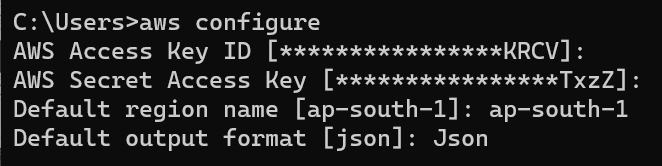 C:\Users>aws configure
AWS Access Key ID [****************KRCV]:
AWS Secret Access Key [****************TxzZ]:
Default region name [ap-south-1]: ap-south-1
Default output format [json]: Json